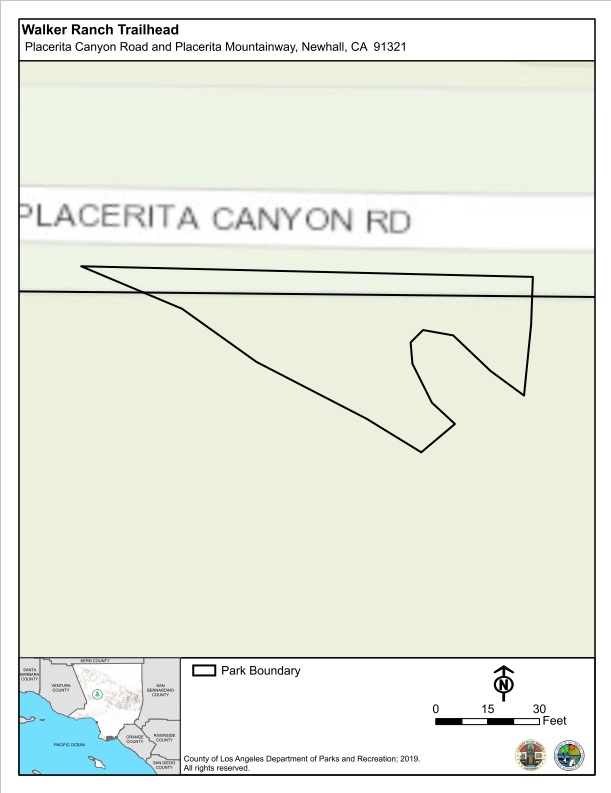 Walker Ranch Trailhead
Placerita Canyon Road and Placerita Mountainway, Newhall, CA 91321
PLACERITA CANYON RD
KERN COUNTY
SANTA
BARBARA
COUNTY
VENTURA
COUNTY
SAN
BERNARDINO
COUNTY
ORANGE
COUNTY
RIVERSIDE
COUNTY
PACIFIC OCEAN
SAN DIEGO
COUNTY
Park Boundary
N
0 15 30
Feet
County of Los Angeles Department of Parks and Recreation; 2019.
All rights reserved.